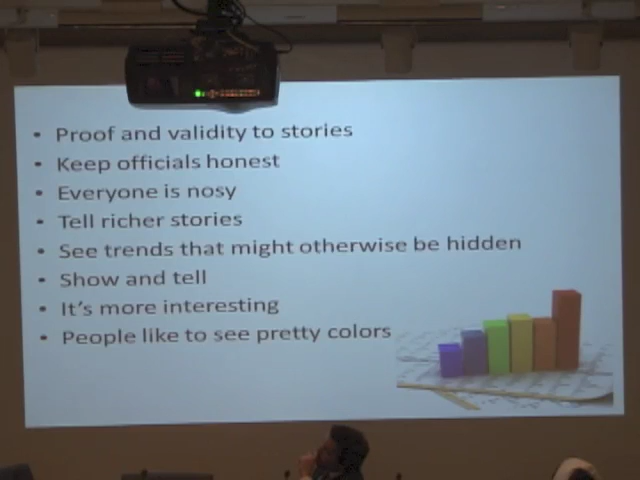 • Proof and validity to stories
• Keep officials honest
• Everyone is nosy
• Tell richer stories
• See trends that might otherwise be hidden
• Show and tell
• It's more interesting
• People like to see pretty colors